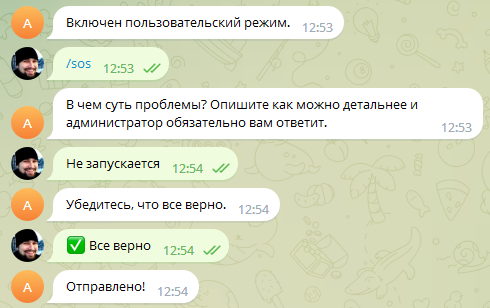 А
Включен пользовательский режим. 12:53
/sos 12:53
В чем суть проблемы? Опишите как можно детальнее и
А
администратор обязательно вам ответит. 12:53
Не запускается 12:54
А
Убедитесь, что все верно. 12:54
Все верно 12:54
А
Отправлено! 12:54